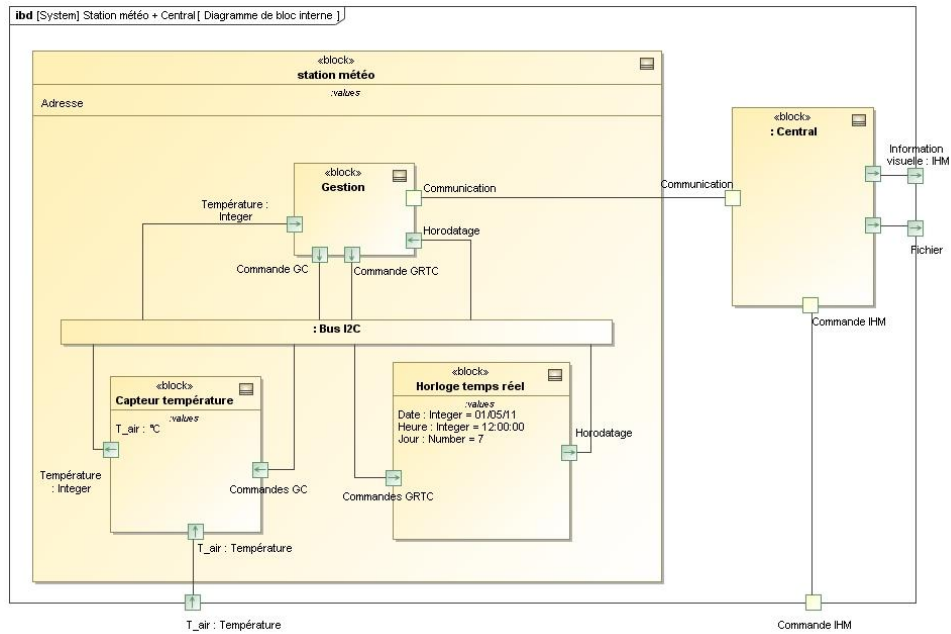 ibd [System] Station météo + Central[ Diagramme de bloc interne ]
«block»
station météo
:values
Adresse
«block»
: Central
Information
visuelle : IHM
Fichier
«block»
Gestion
Communication
Communication
Température :
Integer
Horodatage
Commande GC
Commande GRTC
: Bus I2C
Commande IHM
«block»
Capteur température
:values
T_air : °C
«block»
Horloge temps réel
:values
Date : Integer = 01/05/11
Heure : Integer = 12:00:00
Jour : Number = 7
Horodatage
Température
: Integer
Commandes GC
Commandes GRTC
T_air : Température
T_air : Température
Commande IHM